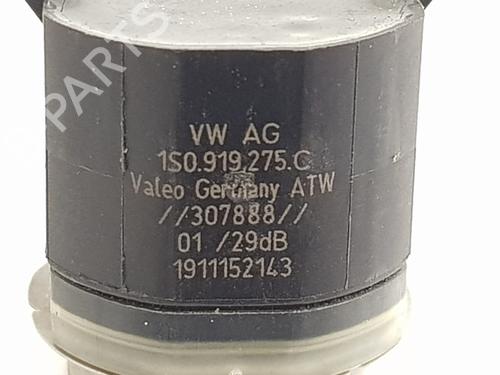 VW AG
1S0.919.275.C
Valeo Germany ATW
//307888//
01 /29dB
1911152143
PARTS